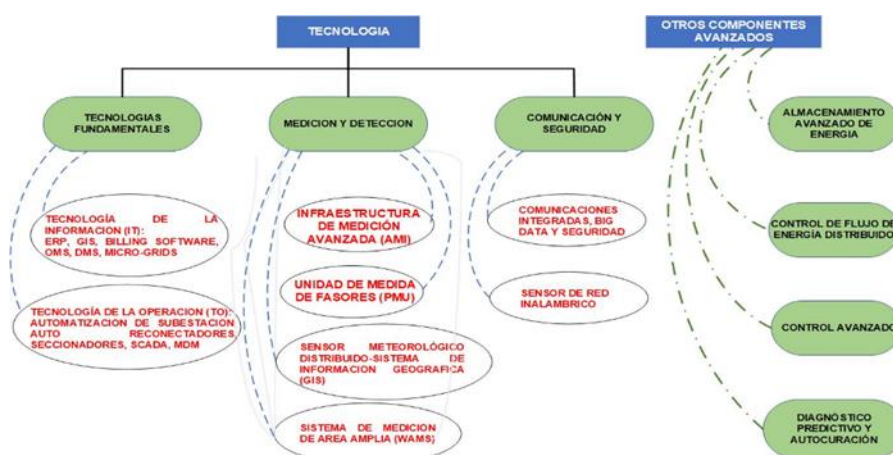 TECNOLOGIA
OTROS COMPONENTES
AVANZADOS
TECNOLOGIAS
FUNDAMENTALES
MEDICION Y DETECCION
COMUNICACIÓN Y
SEGURIDAD
ALMACENAMIENTO
AVANZADO DE
ENERGIA
TECNOLOGÍA DE LA
INFORMACION (IT):
ERP, GIS, BILLING SOFTWARE,
OMS, DMS, MICRO-GRIDS
INFRAESTRUCTURA
DE MEDICIÓN
AVANZADA (AMI)
COMUNICACIONES
INTEGRADAS, BIG
DATA Y SEGURIDAD
CONTROL DE FLUJO DE
ENERGÍA DISTRIBUIDO
TECNOLOGÍA DE LA OPERACION (TO):
AUTOMATIZACION DE SUBESTACION
AUTO RECONECTADORES,
SECCIONADORES, SCADA, MDM
UNIDAD DE MEDIDA
DE FASORES (PMU)
SENSOR DE RED
INALAMBRICO
CONTROL AVANZADO
SENSOR METEOROLÓGICO
DISTRIBUIDO-SISTEMA DE
INFORMACION GEOGRAFICA
(GIS)
SISTEMA DE MEDICION
DE AREA AMPLIA (WAMS)
DIAGNÓSTICO
PREDICTIVO Y
AUTOCURACIÓN